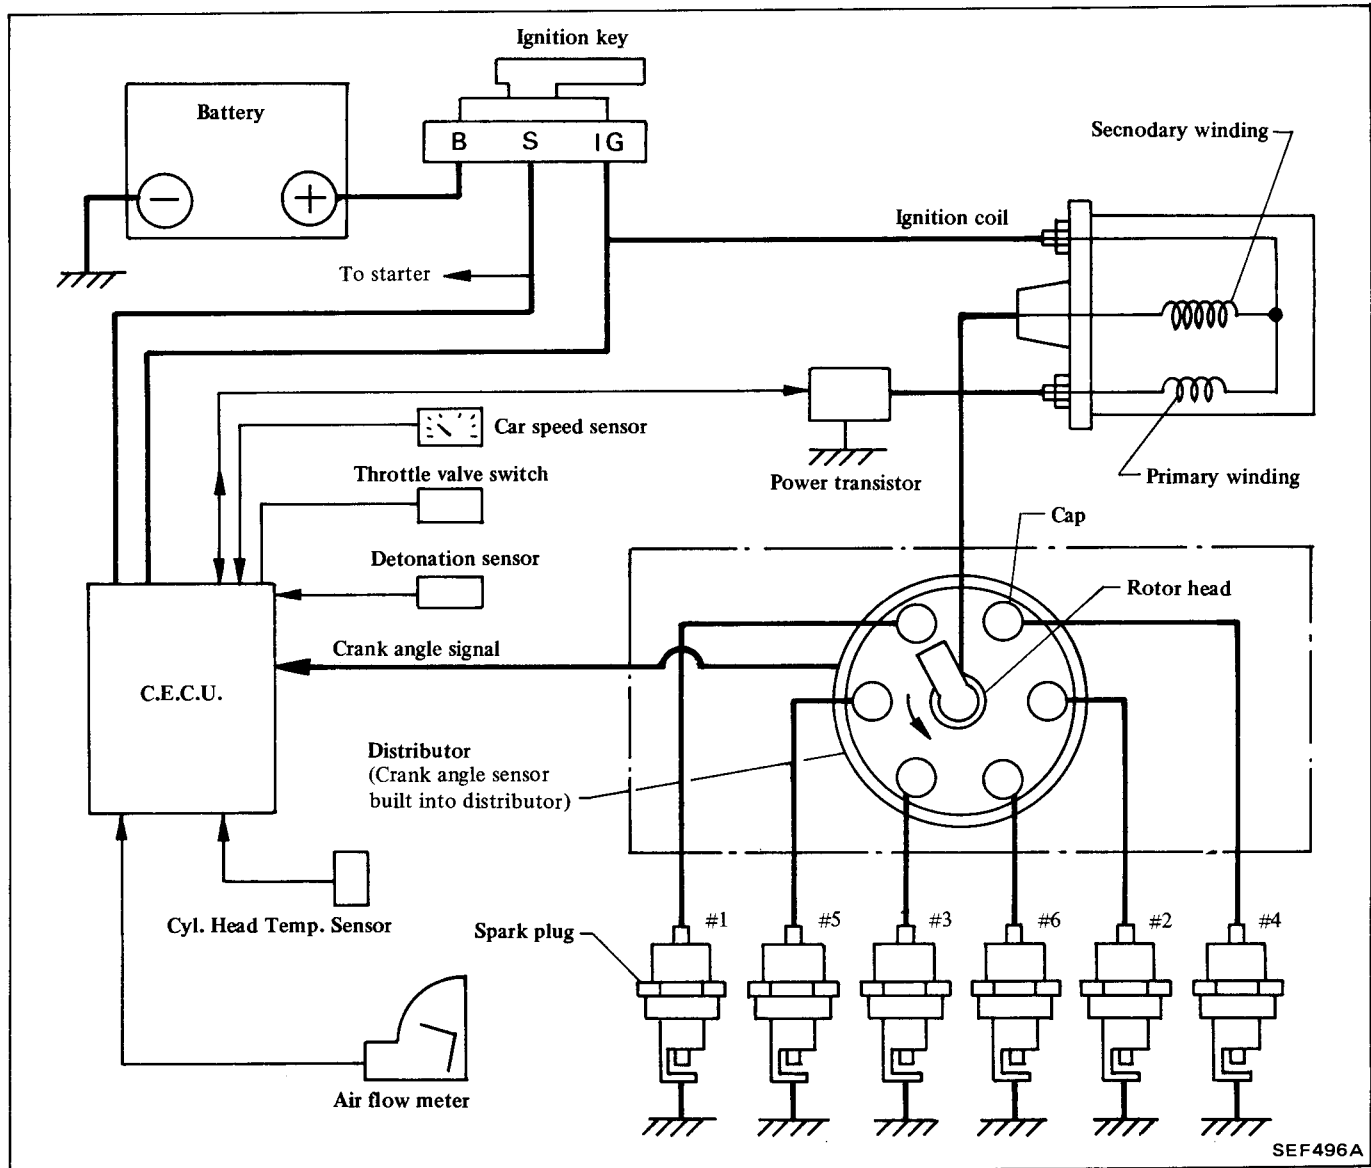 Ignition key
Battery
B S IG
− +
Secnodary winding
Ignition coil
To starter
Car speed sensor
Throttle valve switch
Power transistor
Primary winding
Cap
Detonation sensor
Rotor head
Crank angle signal
C.E.C.U.
Distributor
(Crank angle sensor
built into distributor)
Cyl. Head Temp. Sensor
Spark plug
#1 #5 #3 #6 #2 #4
Air flow meter
SEF496A